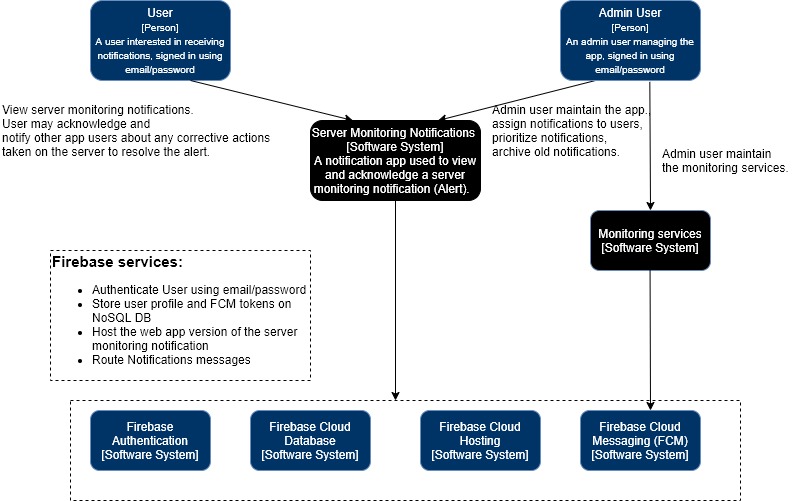 User
[Person]
A user interested in receiving
notifications, signed in using
email/password
Admin User
[Person]
An admin user managing the
app, signed in using
email/password
View server monitoring notifications.
User may acknowledge and
notify other app users about any corrective actions
taken on the server to resolve the alert.
Server Monitoring Notifications
[Software System]
A notification app used to view
and acknowledge a server
monitoring notification (Alert).
Admin user maintain the app.,
assign notifications to users,
prioritize notifications,
archive old notifications.
Admin user maintain
the monitoring services.
Monitoring services
[Software System]
Firebase services:
• Authenticate User using email/password
• Store user profile and FCM tokens on
NoSQL DB
• Host the web app version of the server
monitoring notification
• Route Notifications messages
Firebase
Authentication
[Software System]
Firebase Cloud
Database
[Software System]
Firebase Cloud
Hosting
[Software System]
Firebase Cloud
Messaging (FCM)
[Software System]